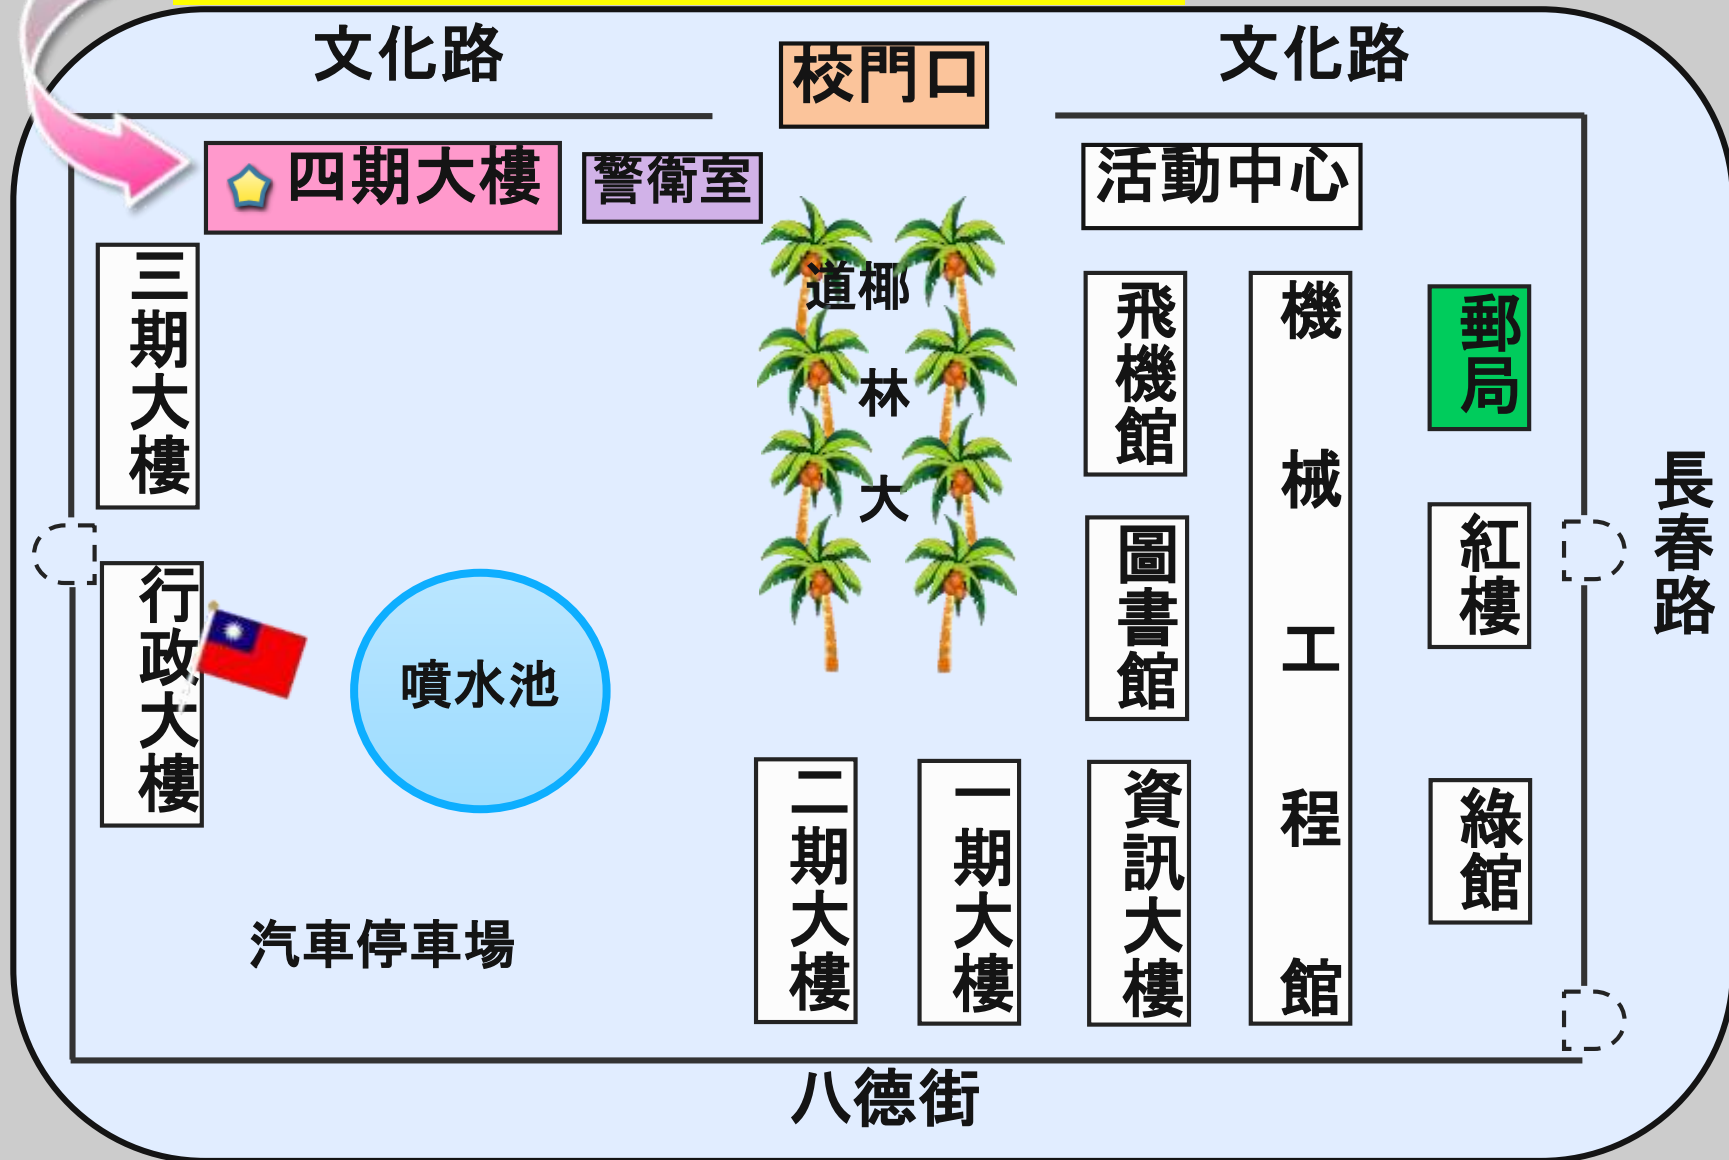 文化路
校門口
文化路
四期大樓
警衛室
活動中心
三期大樓
道椰
林
大
飛機館
機械工程館
郵局
圖書館
紅樓
長春路
行政大樓
噴水池
二期大樓
一期大樓
資訊大樓
綠館
汽車停車場
八德街